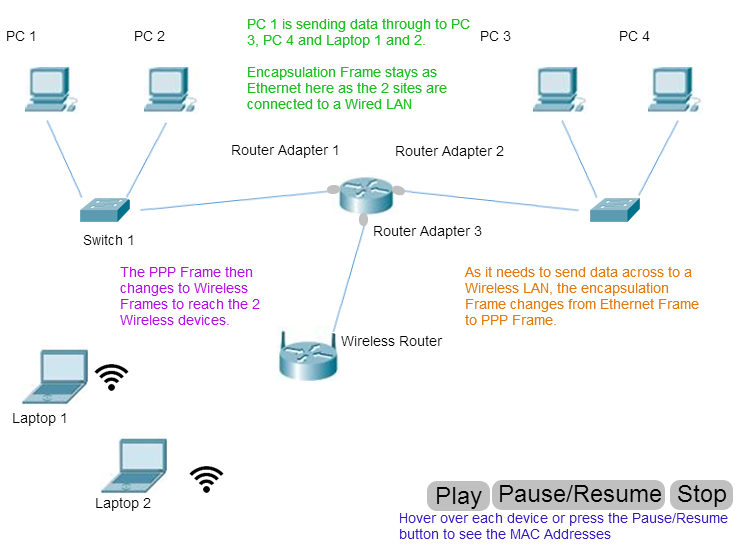 PC 1
PC 2
PC 1 is sending data through to PC
3, PC 4 and Laptop 1 and 2.
PC 3
PC 4
Encapsulation Frame stays as
Ethernet here as the 2 sites are
connected to a Wired LAN
Router Adapter 1
Router Adapter 2
Switch 1
Router Adapter 3
The PPP Frame then
changes to Wireless
Frames to reach the 2
Wireless devices.
As it needs to send data across to a
Wireless LAN, the encapsulation
Frame changes from Ethernet Frame
to PPP Frame.
Wireless Router
Laptop 1
Laptop 2
Play
Pause/Resume
Stop
Hover over each device or press the Pause/Resume
button to see the MAC Addresses